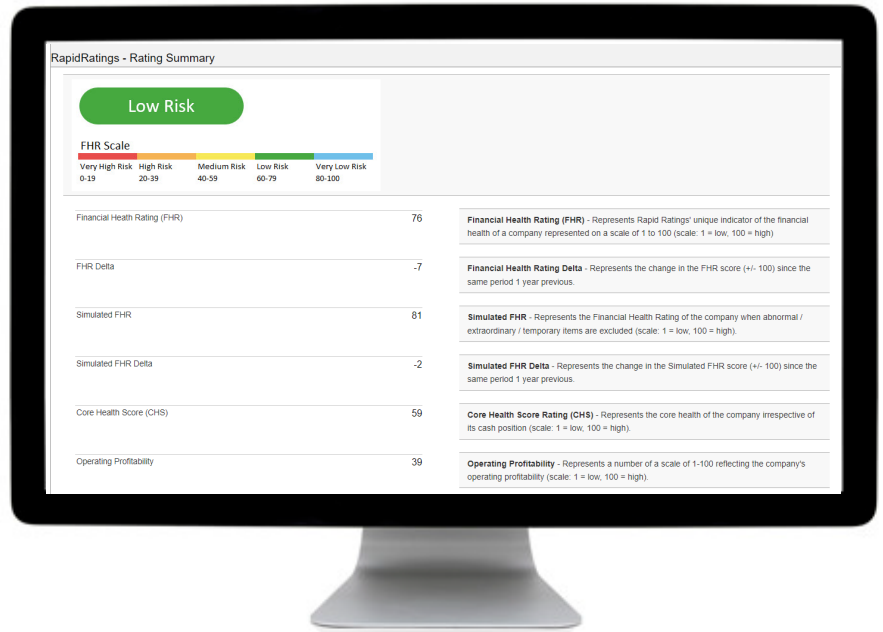 RapidRatings - Rating Summary
Low Risk
FHR Scale
Very High Risk High Risk Medium Risk Low Risk Very Low Risk
0-19 20-39 40-59 60-79 80-100
Financial Heath Rating (FHR) 76
Financial Health Rating (FHR) - Represents Rapid Ratings' unique indicator of the financial
health of a company represented on a scale of 1 to 100 (scale: 1 = low, 100 = high)
FHR Delta -7
Financial Health Rating Delta - Represents the change in the FHR score (+/- 100) since the
same period 1 year previous.
Simulated FHR 81
Simulated FHR - Represents the Financial Health Rating of the company when abnormal /
extraordinary / temporary items are excluded (scale: 1 = low, 100 = high).
Simulated FHR Delta -2
Simulated FHR Delta - Represents the change in the Simulated FHR score (+/- 100) since the
same period 1 year previous.
Core Health Score (CHS) 59
Core Health Score Rating (CHS) - Represents the core health of the company irrespective of
its cash position (scale: 1 = low, 100 = high).
Operating Profitability 39
Operating Profitability - Represents a number of a scale of 1-100 reflecting the company's
operating profitability (scale: 1 = low, 100 = high).